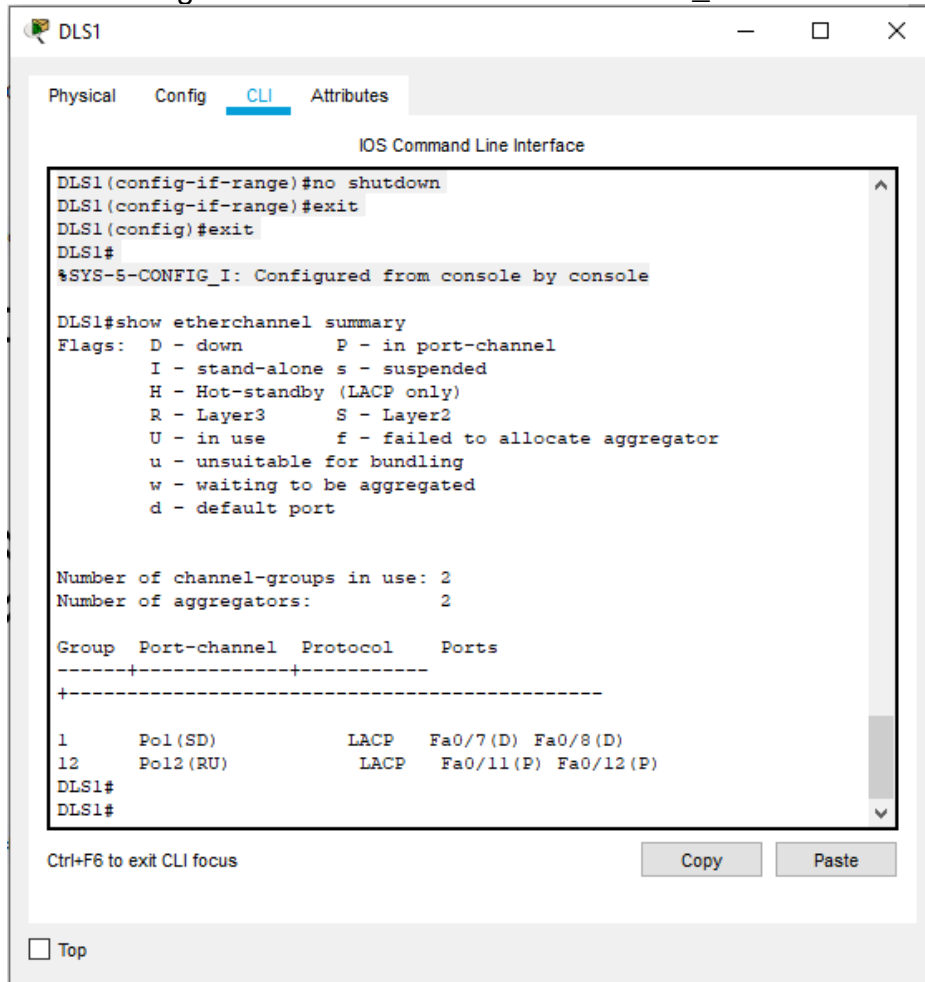 DLS1
Physical Config CLI Attributes
IOS Command Line Interface
DLS1(config-if-range)#no shutdown
DLS1(config-if-range)#exit
DLS1(config)#exit
DLS1#
%SYS-5-CONFIG_I: Configured from console by console
DLS1#show etherchannel summary
Flags:  D - down        P - in port-channel
        I - stand-alone s - suspended
        H - Hot-standby (LACP only)
        R - Layer3      S - Layer2
        U - in use      f - failed to allocate aggregator
        u - unsuitable for bundling
        w - waiting to be aggregated
        d - default port
Number of channel-groups in use: 2
Number of aggregators:           2
Group  Port-channel  Protocol    Ports
------+-------------+-----------
+----------------------------------------------
1      Po1(SD)           LACP   Fa0/7(D) Fa0/8(D)
12     Po12(RU)           LACP   Fa0/11(P) Fa0/12(P)
DLS1#
DLS1#
Ctrl+F6 to exit CLI focus
Copy
Paste
Top